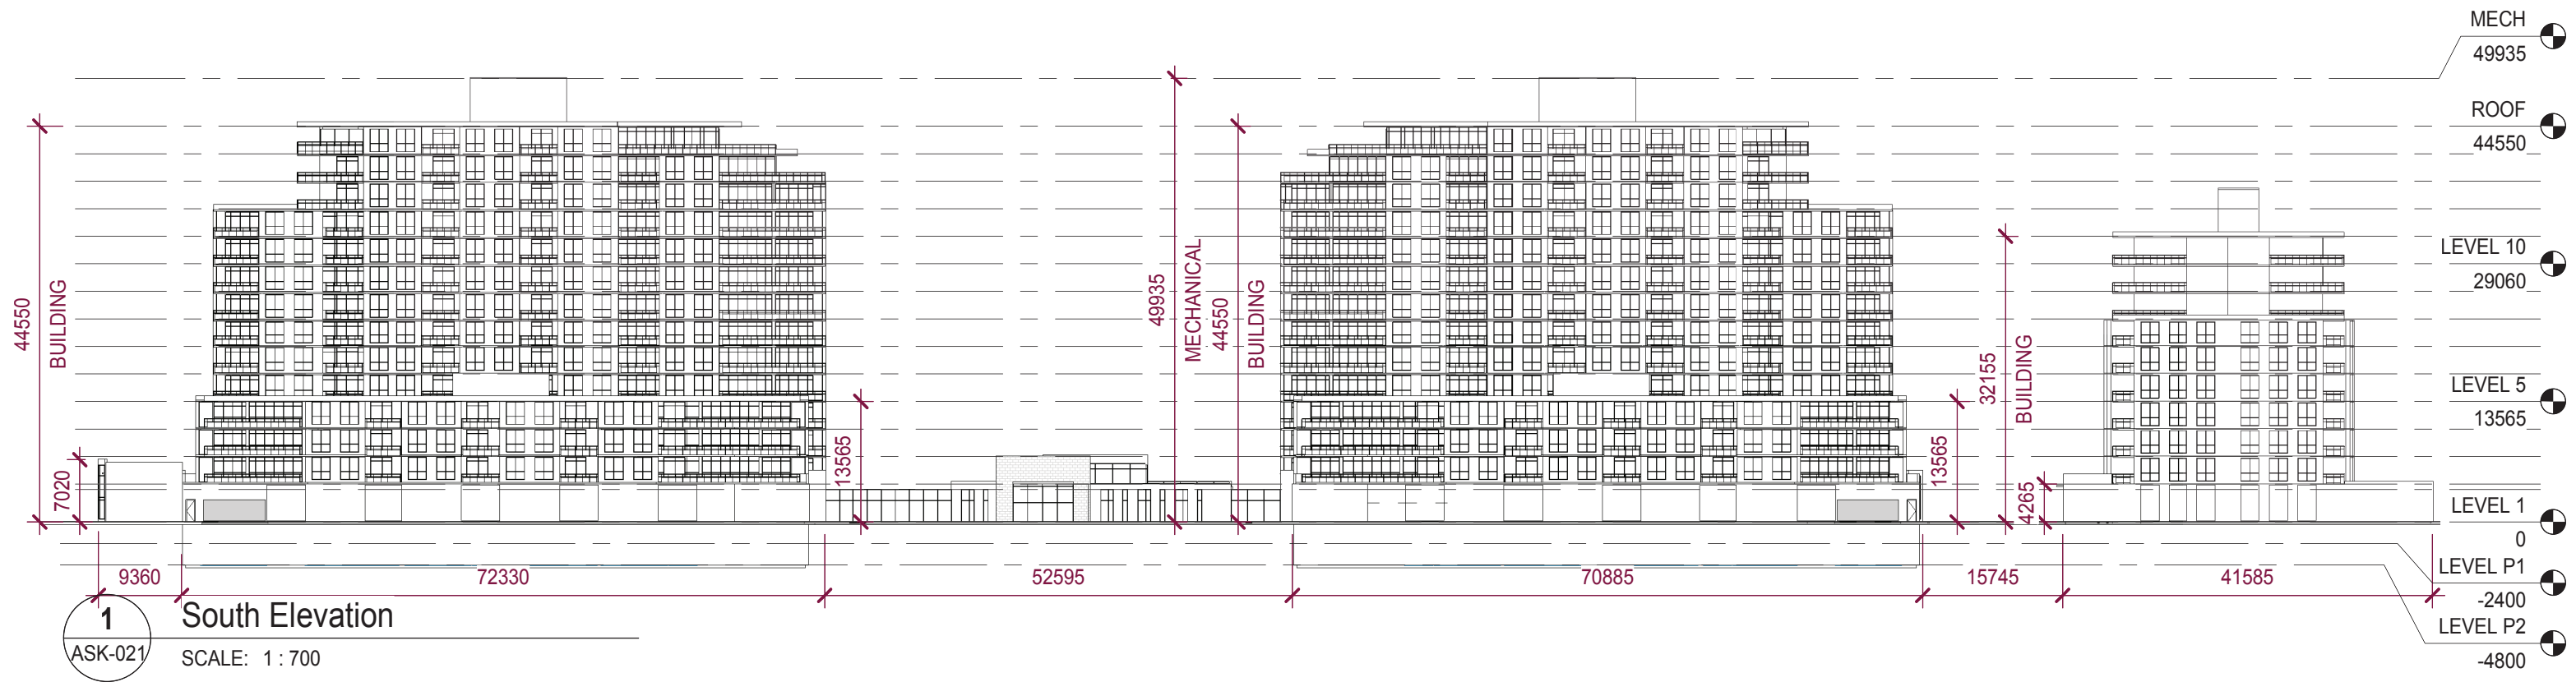 MECH
49935
ROOF
44550
LEVEL 10
29060
LEVEL 5
13565
LEVEL 1
0
LEVEL P1
-2400
LEVEL P2
-4800
44550
BUILDING
7020
13565
49935
MECHANICAL
44550
BUILDING
13565
32155
BUILDING
4265
9360
72330
52595
70885
15745
41585
1
ASK-021
South Elevation
SCALE: 1 : 700